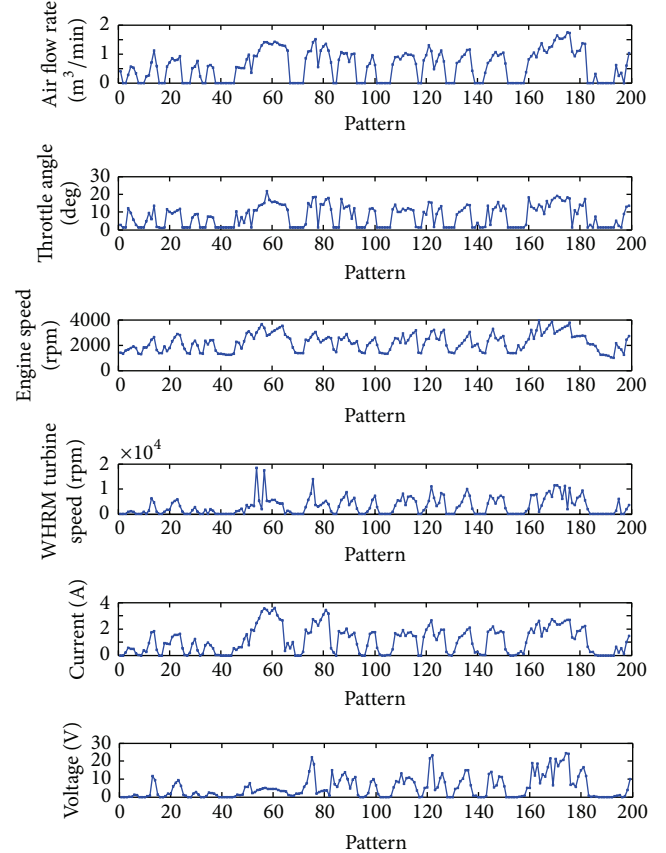 Air flow rate
(m³/min)
2
1
0
0 20 40 60 80 100 120 140 160 180 200
Pattern
Throttle angle
(deg)
30
20
10
0
0 20 40 60 80 100 120 140 160 180 200
Pattern
Engine speed
(rpm)
4000
2000
0
0 20 40 60 80 100 120 140 160 180 200
Pattern
WHRM turbine
speed (rpm)
×10⁴
2
1
0
0 20 40 60 80 100 120 140 160 180 200
Pattern
Current (A)
4
2
0
0 20 40 60 80 100 120 140 160 180 200
Pattern
Voltage (V)
30
20
10
0
0 20 40 60 80 100 120 140 160 180 200
Pattern